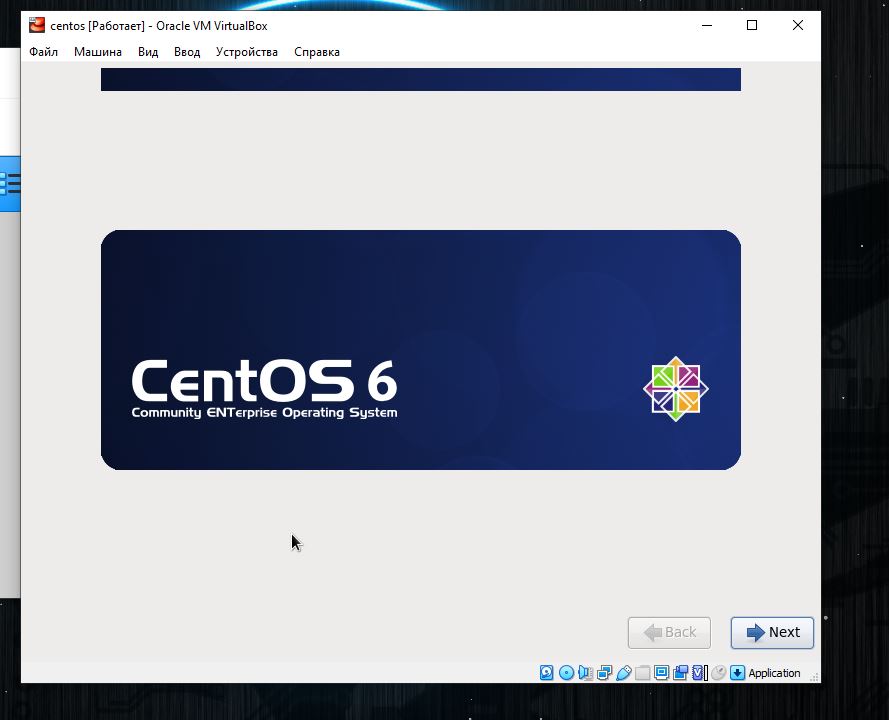 centos [Работает] - Oracle VM VirtualBox
Файл Машина Вид Ввод Устройства Справка
CentOS 6
Community ENTerprise Operating System
Back Next
Application